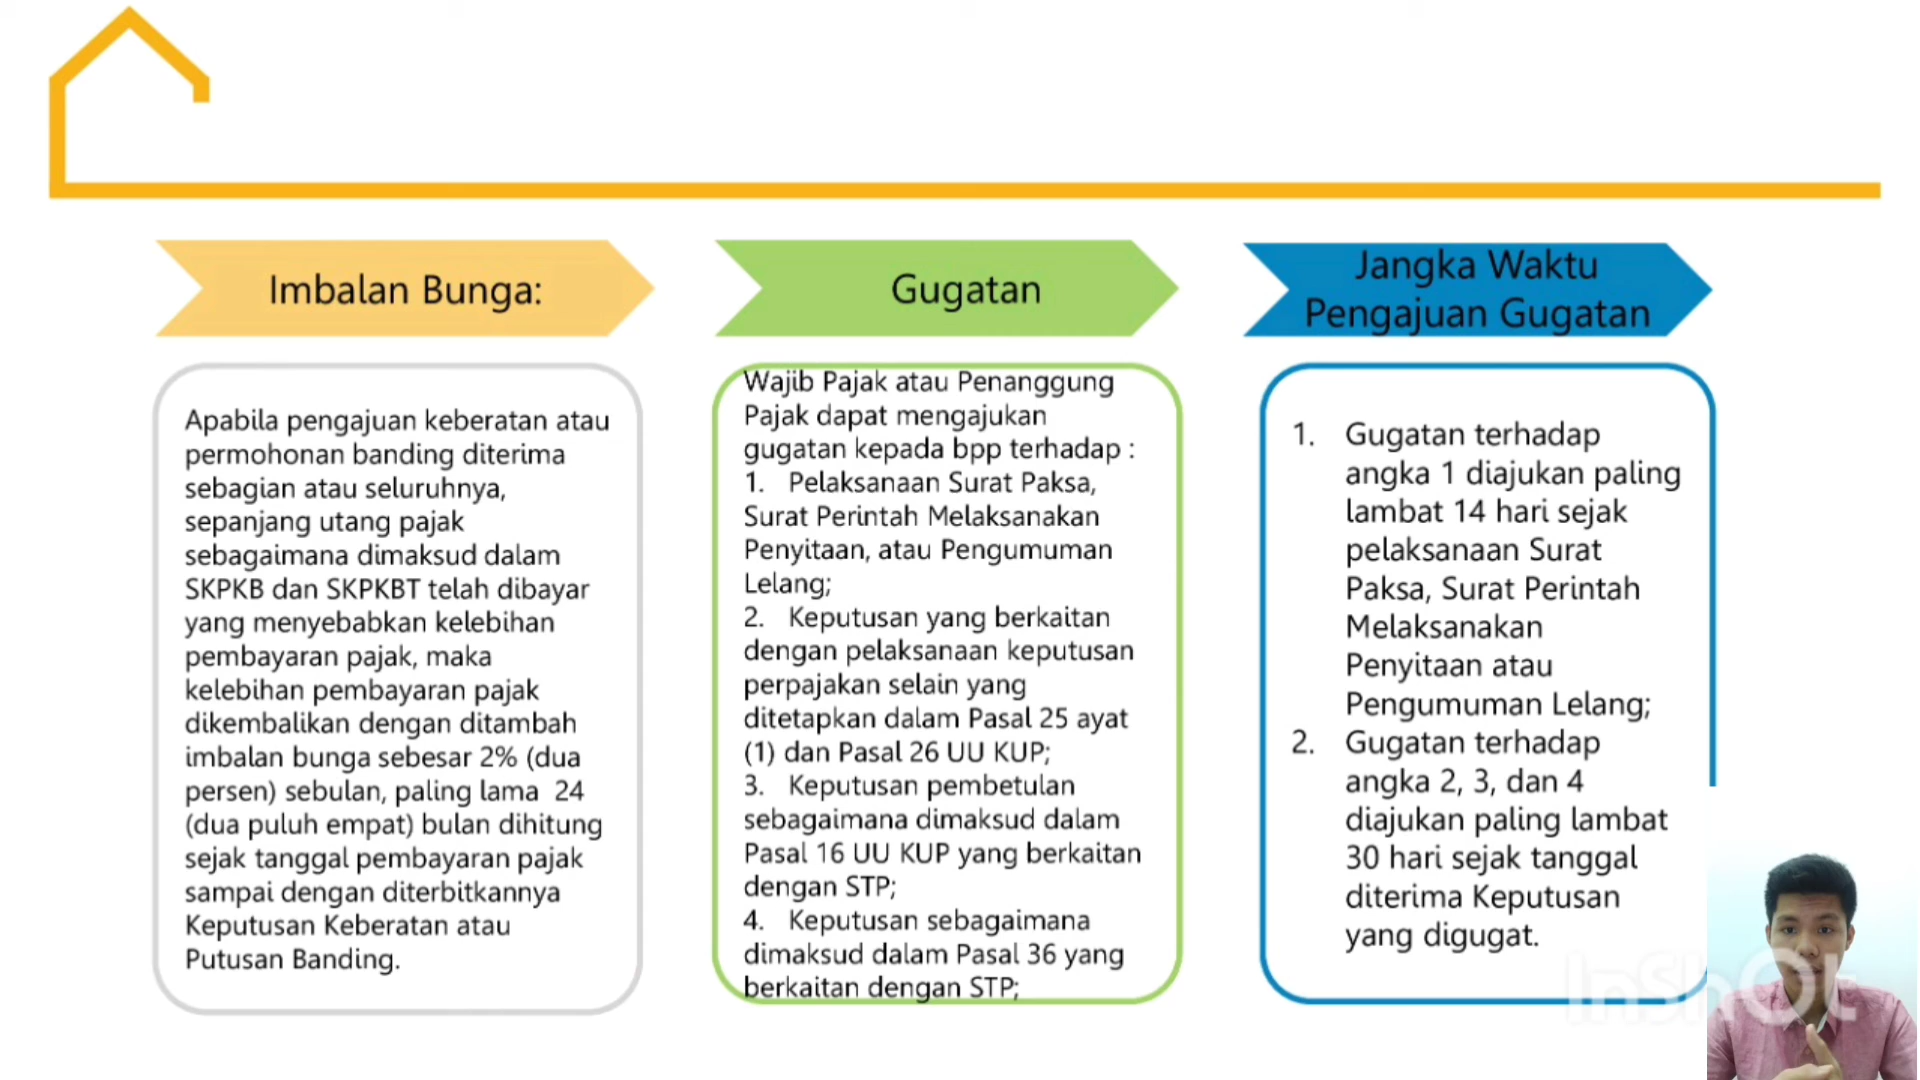 Imbalan Bunga:
Apabila pengajuan keberatan atau
permohonan banding diterima
sebagian atau seluruhnya,
sepanjang utang pajak
sebagaimana dimaksud dalam
SKPKB dan SKPKBT telah dibayar
yang menyebabkan kelebihan
pembayaran pajak, maka
kelebihan pembayaran pajak
dikembalikan dengan ditambah
imbalan bunga sebesar 2% (dua
persen) sebulan, paling lama 24
(dua puluh empat) bulan dihitung
sejak tanggal pembayaran pajak
sampai dengan diterbitkannya
Keputusan Keberatan atau
Putusan Banding.
Gugatan
Wajib Pajak atau Penanggung
Pajak dapat mengajukan
gugatan kepada bpp terhadap :
1. Pelaksanaan Surat Paksa,
Surat Perintah Melaksanakan
Penyitaan, atau Pengumuman
Lelang;
2. Keputusan yang berkaitan
dengan pelaksanaan keputusan
perpajakan selain yang
ditetapkan dalam Pasal 25 ayat
(1) dan Pasal 26 UU KUP;
3. Keputusan pembetulan
sebagaimana dimaksud dalam
Pasal 16 UU KUP yang berkaitan
dengan STP;
4. Keputusan sebagaimana
dimaksud dalam Pasal 36 yang
berkaitan dengan STP;
Jangka Waktu
Pengajuan Gugatan
1. Gugatan terhadap
angka 1 diajukan paling
lambat 14 hari sejak
pelaksanaan Surat
Paksa, Surat Perintah
Melaksanakan
Penyitaan atau
Pengumuman Lelang;
2. Gugatan terhadap
angka 2, 3, dan 4
diajukan paling lambat
30 hari sejak tanggal
diterima Keputusan
yang digugat.
InShOt